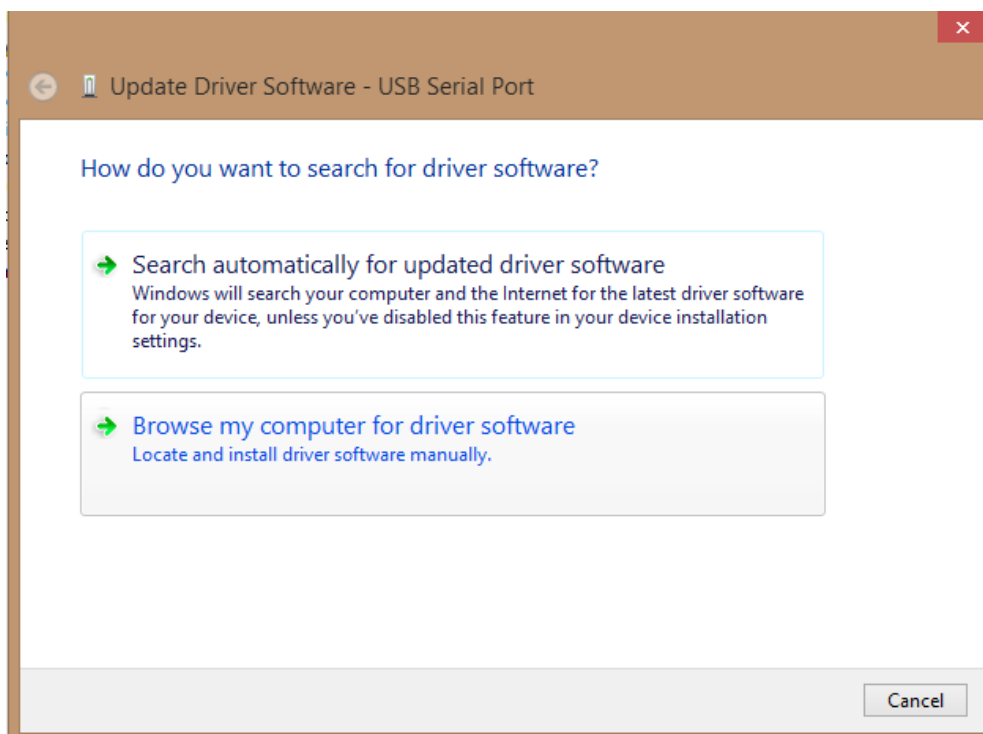 Update Driver Software - USB Serial Port
How do you want to search for driver software?
Search automatically for updated driver software
Windows will search your computer and the Internet for the latest driver software
for your device, unless you've disabled this feature in your device installation
settings.
Browse my computer for driver software
Locate and install driver software manually.
Cancel